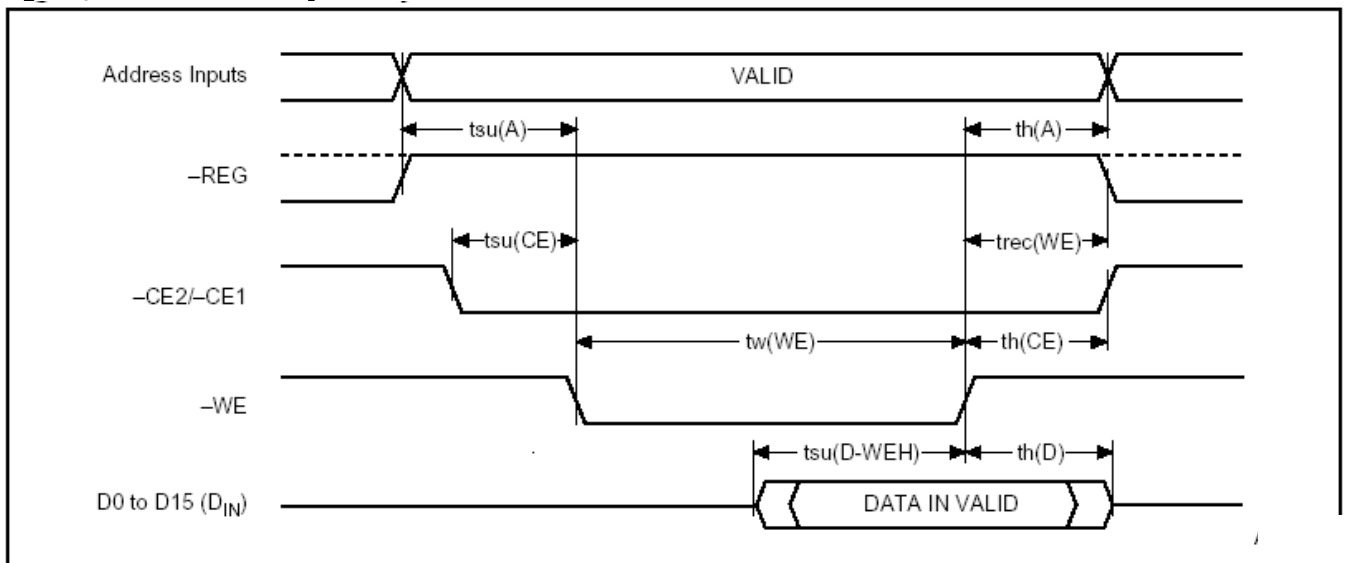 Address Inputs
VALID
tsu(A)
th(A)
–REG
tsu(CE)
trec(WE)
–CE2/–CE1
tw(WE)
th(CE)
–WE
tsu(D-WEH)
th(D)
D0 to D15 (DIN)
DATA IN VALID